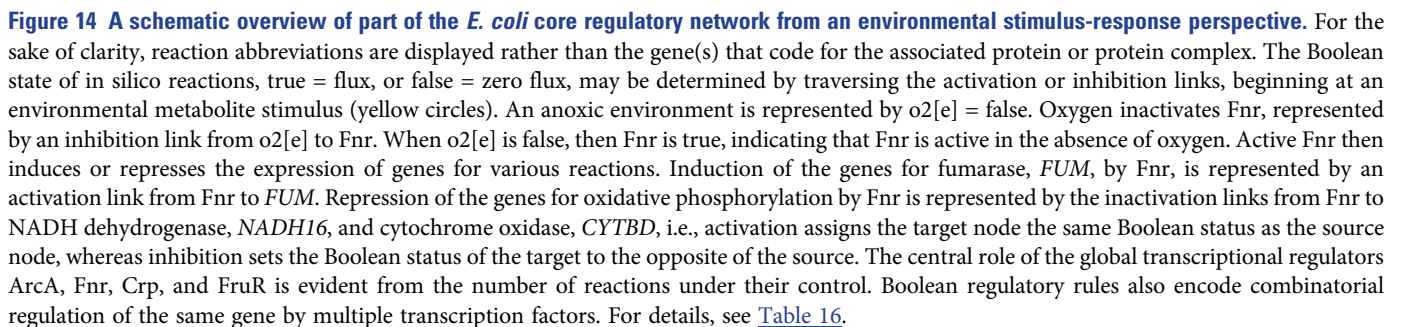 Figure 14 A schematic overview of part of the E. coli core regulatory network from an environmental stimulus-response perspective. For the
sake of clarity, reaction abbreviations are displayed rather than the gene(s) that code for the associated protein or protein complex. The Boolean
state of in silico reactions, true = flux, or false = zero flux, may be determined by traversing the activation or inhibition links, beginning at an
environmental metabolite stimulus (yellow circles). An anoxic environment is represented by o2[e] = false. Oxygen inactivates Fnr, represented
by an inhibition link from o2[e] to Fnr. When o2[e] is false, then Fnr is true, indicating that Fnr is active in the absence of oxygen. Active Fnr then
induces or represses the expression of genes for various reactions. Induction of the genes for fumarase, FUM, by Fnr, is represented by an
activation link from Fnr to FUM. Repression of the genes for oxidative phosphorylation by Fnr is represented by the inactivation links from Fnr to
NADH dehydrogenase, NADH16, and cytochrome oxidase, CYTBD, i.e., activation assigns the target node the same Boolean status as the source
node, whereas inhibition sets the Boolean status of the target to the opposite of the source. The central role of the global transcriptional regulators
ArcA, Fnr, Crp, and FruR is evident from the number of reactions under their control. Boolean regulatory rules also encode combinatorial
regulation of the same gene by multiple transcription factors. For details, see Table 16.